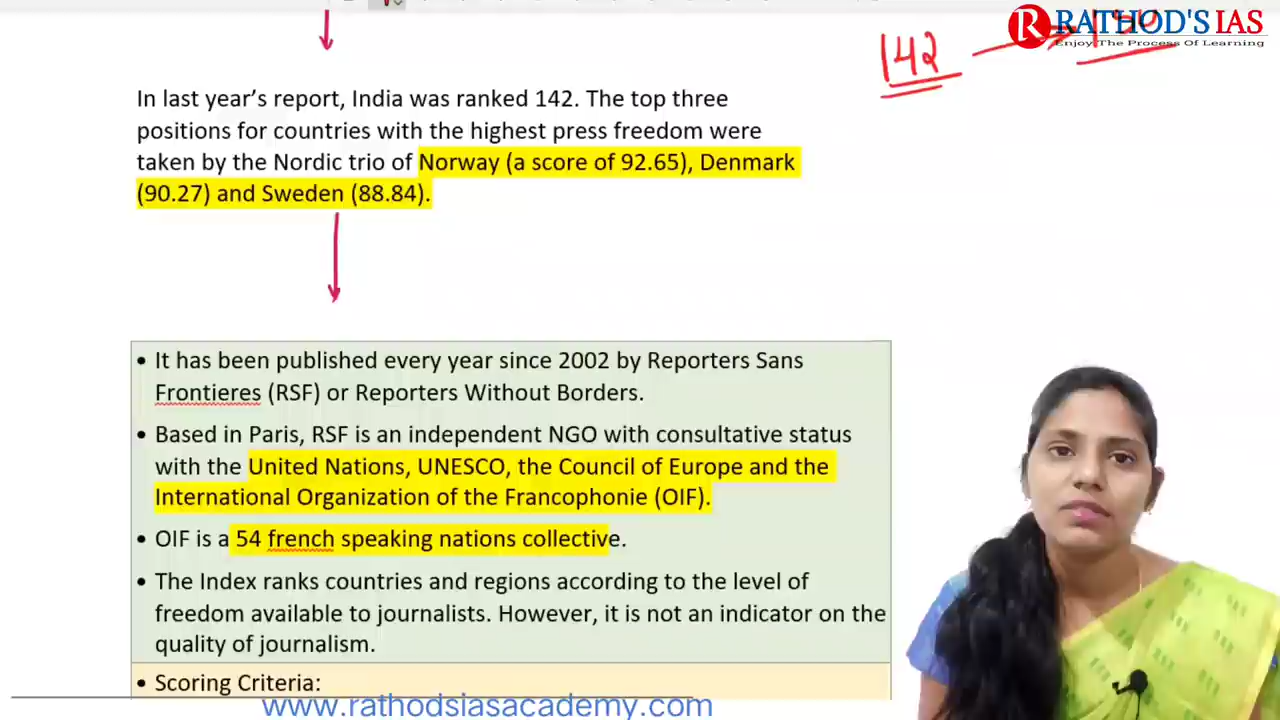 RATHOD'S IAS
Enjoy The Process Of Learning
142
In last year's report, India was ranked 142. The top three
positions for countries with the highest press freedom were
taken by the Nordic trio of Norway (a score of 92.65), Denmark
(90.27) and Sweden (88.84).
• It has been published every year since 2002 by Reporters Sans
Frontieres (RSF) or Reporters Without Borders.
• Based in Paris, RSF is an independent NGO with consultative status
with the United Nations, UNESCO, the Council of Europe and the
International Organization of the Francophonie (OIF).
• OIF is a 54 french speaking nations collective.
• The Index ranks countries and regions according to the level of
freedom available to journalists. However, it is not an indicator on the
quality of journalism.
• Scoring Criteria:
www.rathodsiasacademy.com